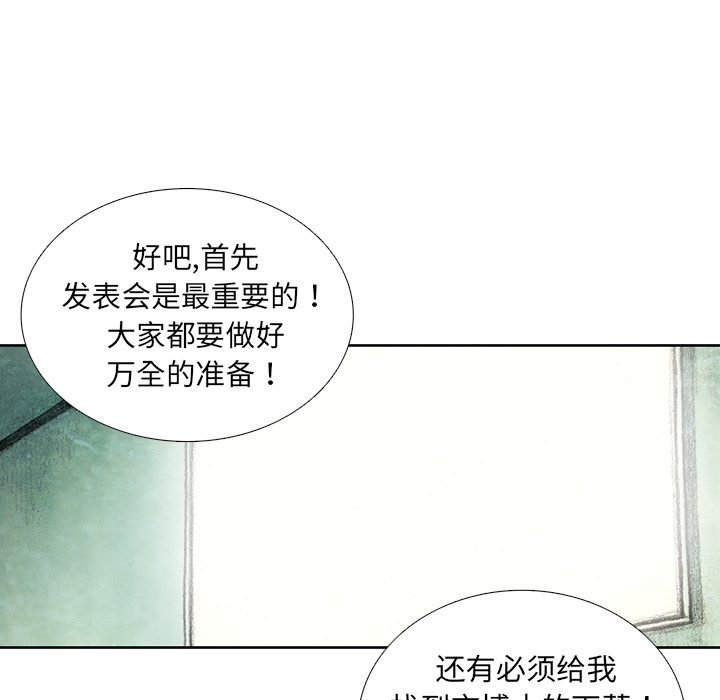 好吧,首先
发表会是最重要的！
大家都要做好
万全的准备！
还有必须给我